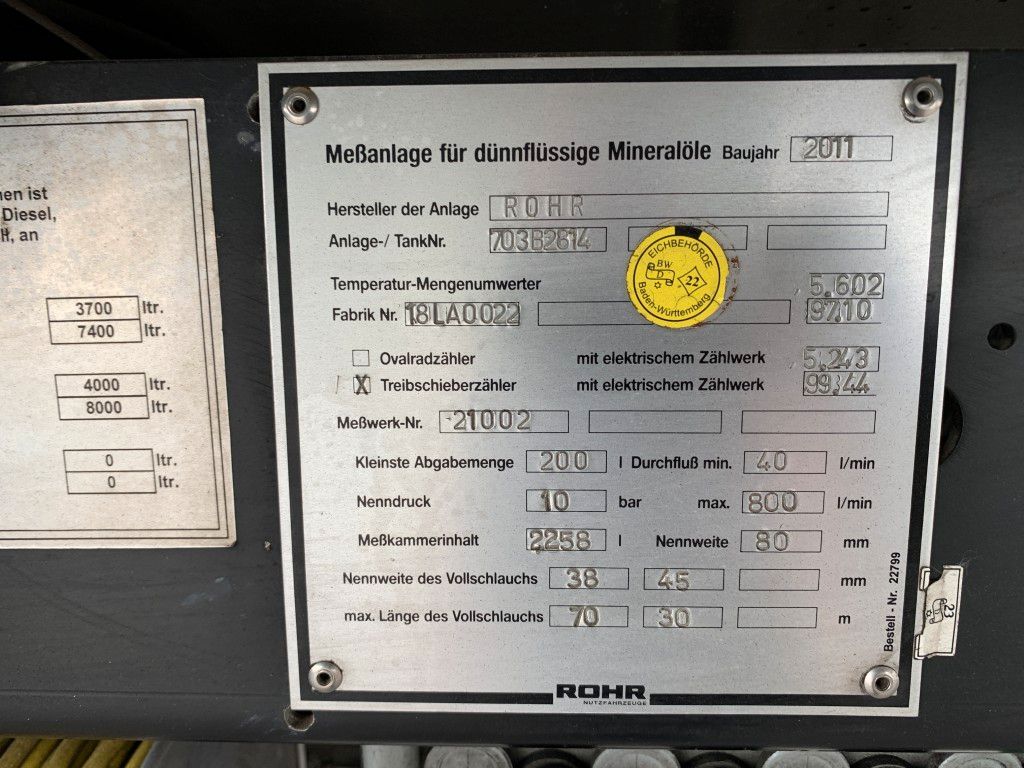 en ist
Diesel,
H, an
3700 ltr.
7400 ltr.
4000 ltr.
8000 ltr.
0 ltr.
0 ltr.
Meßanlage für dünnflüssige Mineralöle Baujahr 2011
Hersteller der Anlage ROHR
Anlage-/ TankNr. 703B2814
EICHBEHÖRDE
BW
D
22
Baden-Württemberg
Temperatur-Mengenumwerter 5.602
Fabrik Nr. 18LA0022 97.10
Ovalradzähler mit elektrischem Zählwerk 5.243
X Treibschieberzähler mit elektrischem Zählwerk 99.44
Meßwerk-Nr. -21002
Kleinste Abgabemenge 200 l Durchfluß min. 40 l/min
Nenndruck 10 bar max. 800 l/min
Meßkammerinhalt 2,258 l Nennweite 80 mm
Nennweite des Vollschlauchs 38 45 mm
max. Länge des Vollschlauchs 70 30 m
Bestell - Nr. 22799
23
ROHR
NUTZFAHRZEUGE